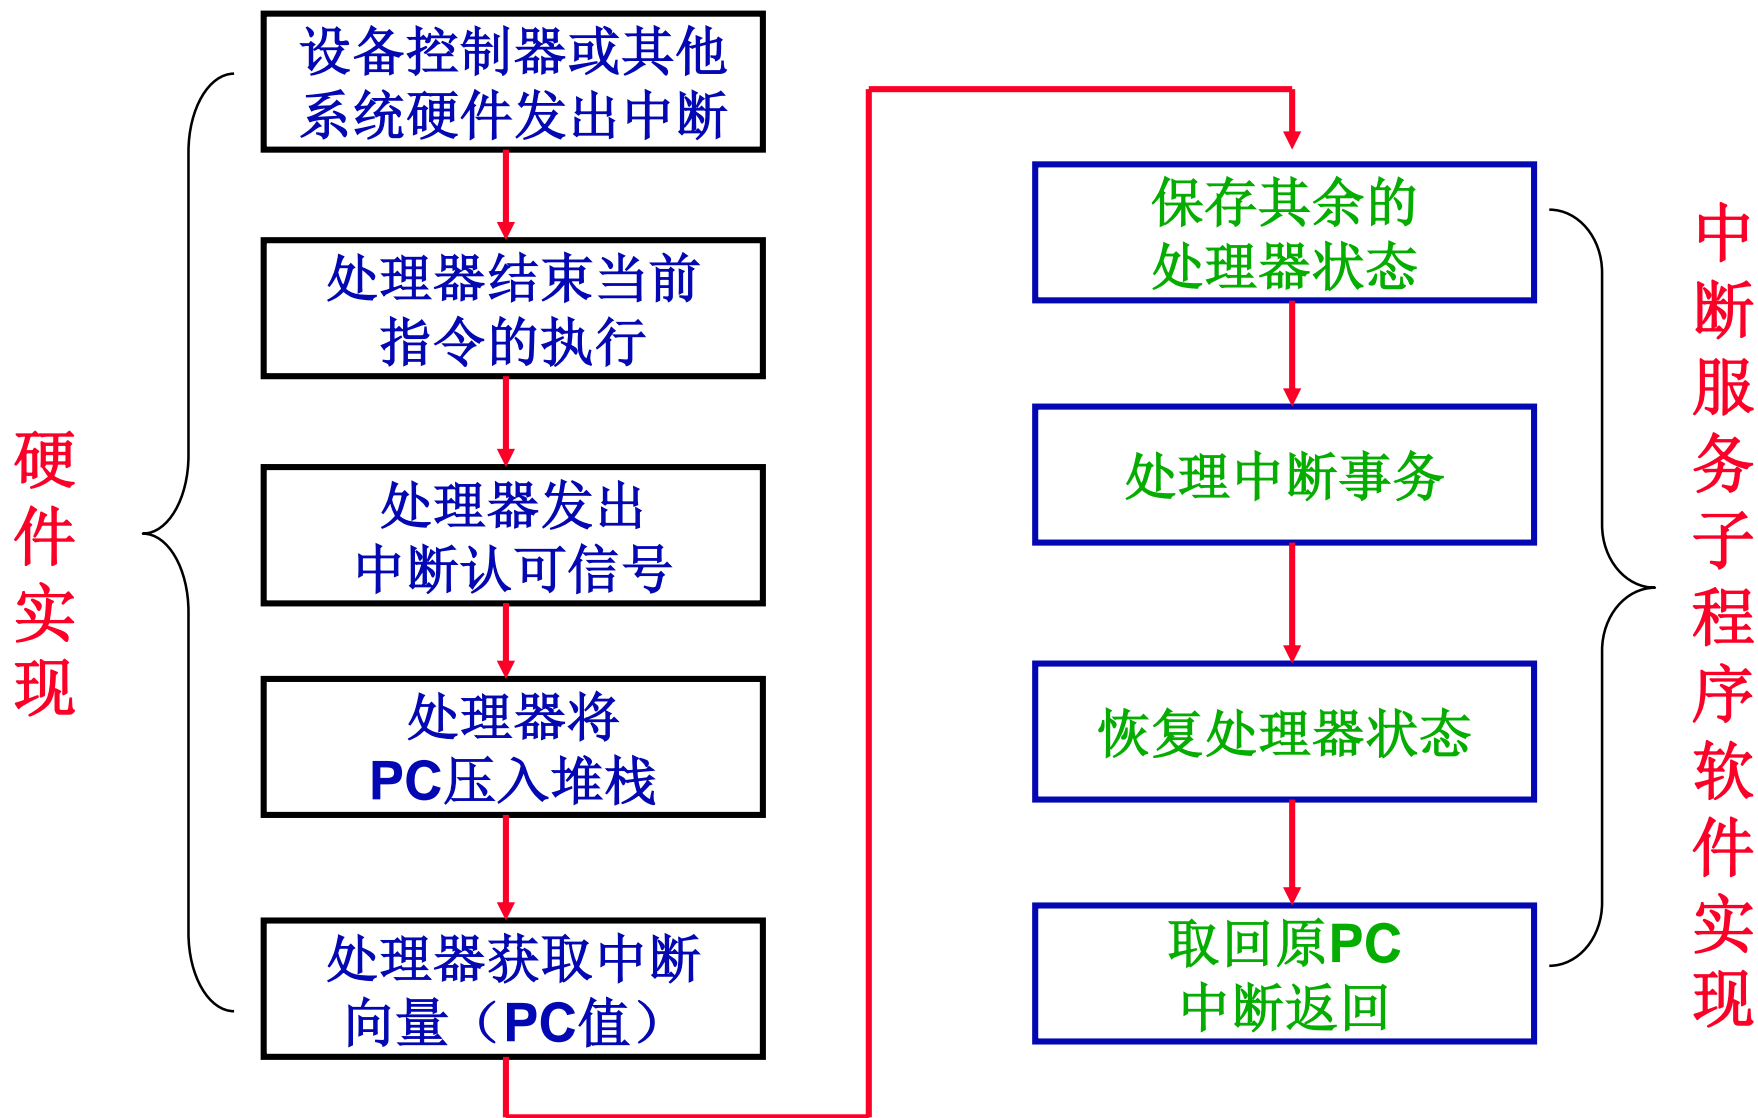 硬件实现
设备控制器或其他
系统硬件发出中断
处理器结束当前
指令的执行
处理器发出
中断认可信号
处理器将
PC压入堆栈
处理器获取中断
向量（PC值）
保存其余的
处理器状态
处理中断事务
恢复处理器状态
取回原PC
中断返回
中断服务子程序软件实现